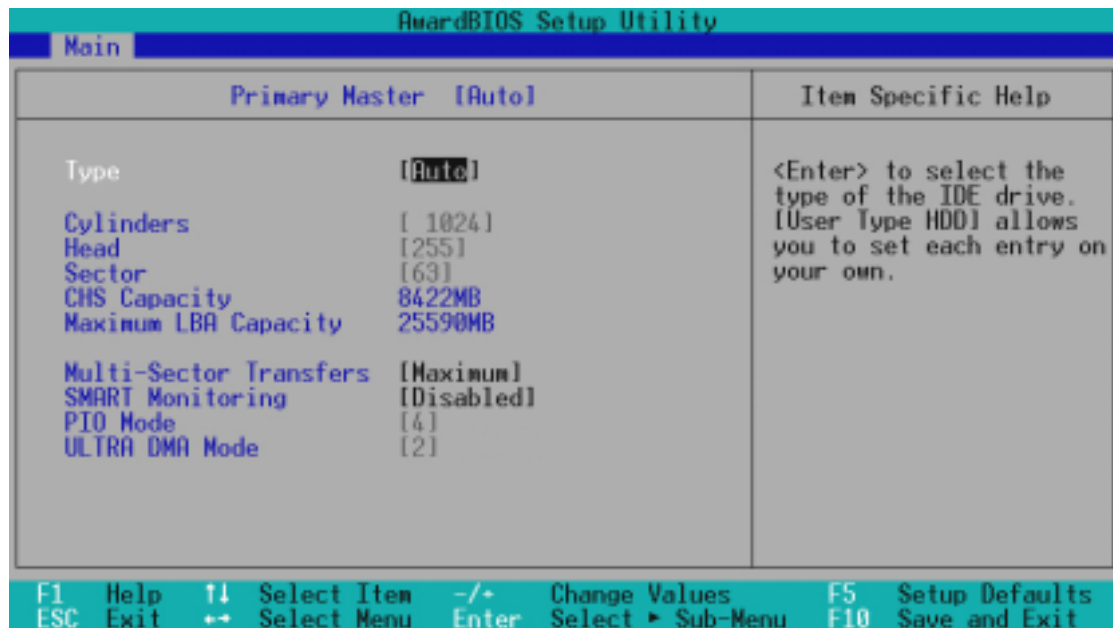 AwardBIOS Setup Utility
Main
Primary Master [Auto]
Item Specific Help
Type [Auto]
Cylinders [ 1024]
Head [255]
Sector [63]
CHS Capacity 8422MB
Maximum LBA Capacity 25590MB
Multi-Sector Transfers [Maximum]
SMART Monitoring [Disabled]
PIO Mode [4]
ULTRA DMA Mode [2]
<Enter> to select the
type of the IDE drive.
[User Type HDD] allows
you to set each entry on
your own.
F1 Help ↑↓ Select Item -/+ Change Values F5 Setup Defaults
ESC Exit ←→ Select Menu Enter Select ► Sub-Menu F10 Save and Exit